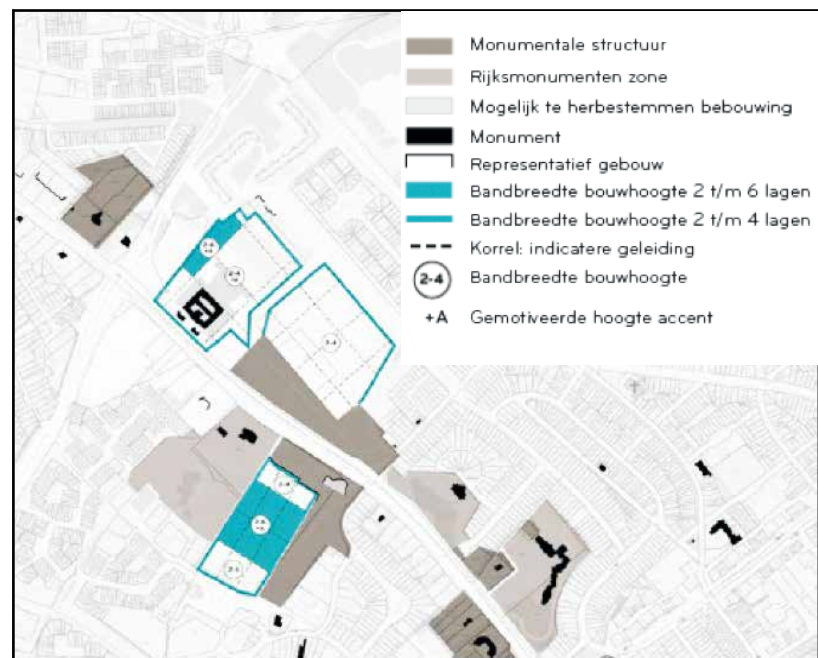 Monumentale structuur
Rijksmonumenten zone
Mogelijk te herbestemmen bebouwing
Monument
Representatief gebouw
Bandbreedte bouwhoogte 2 t/m 6 lagen
Bandbreedte bouwhoogte 2 t/m 4 lagen
Korrel: indicatere geleiding
2-4 Bandbreedte bouwhoogte
+A Gemotiveerde hoogte accent
2-4